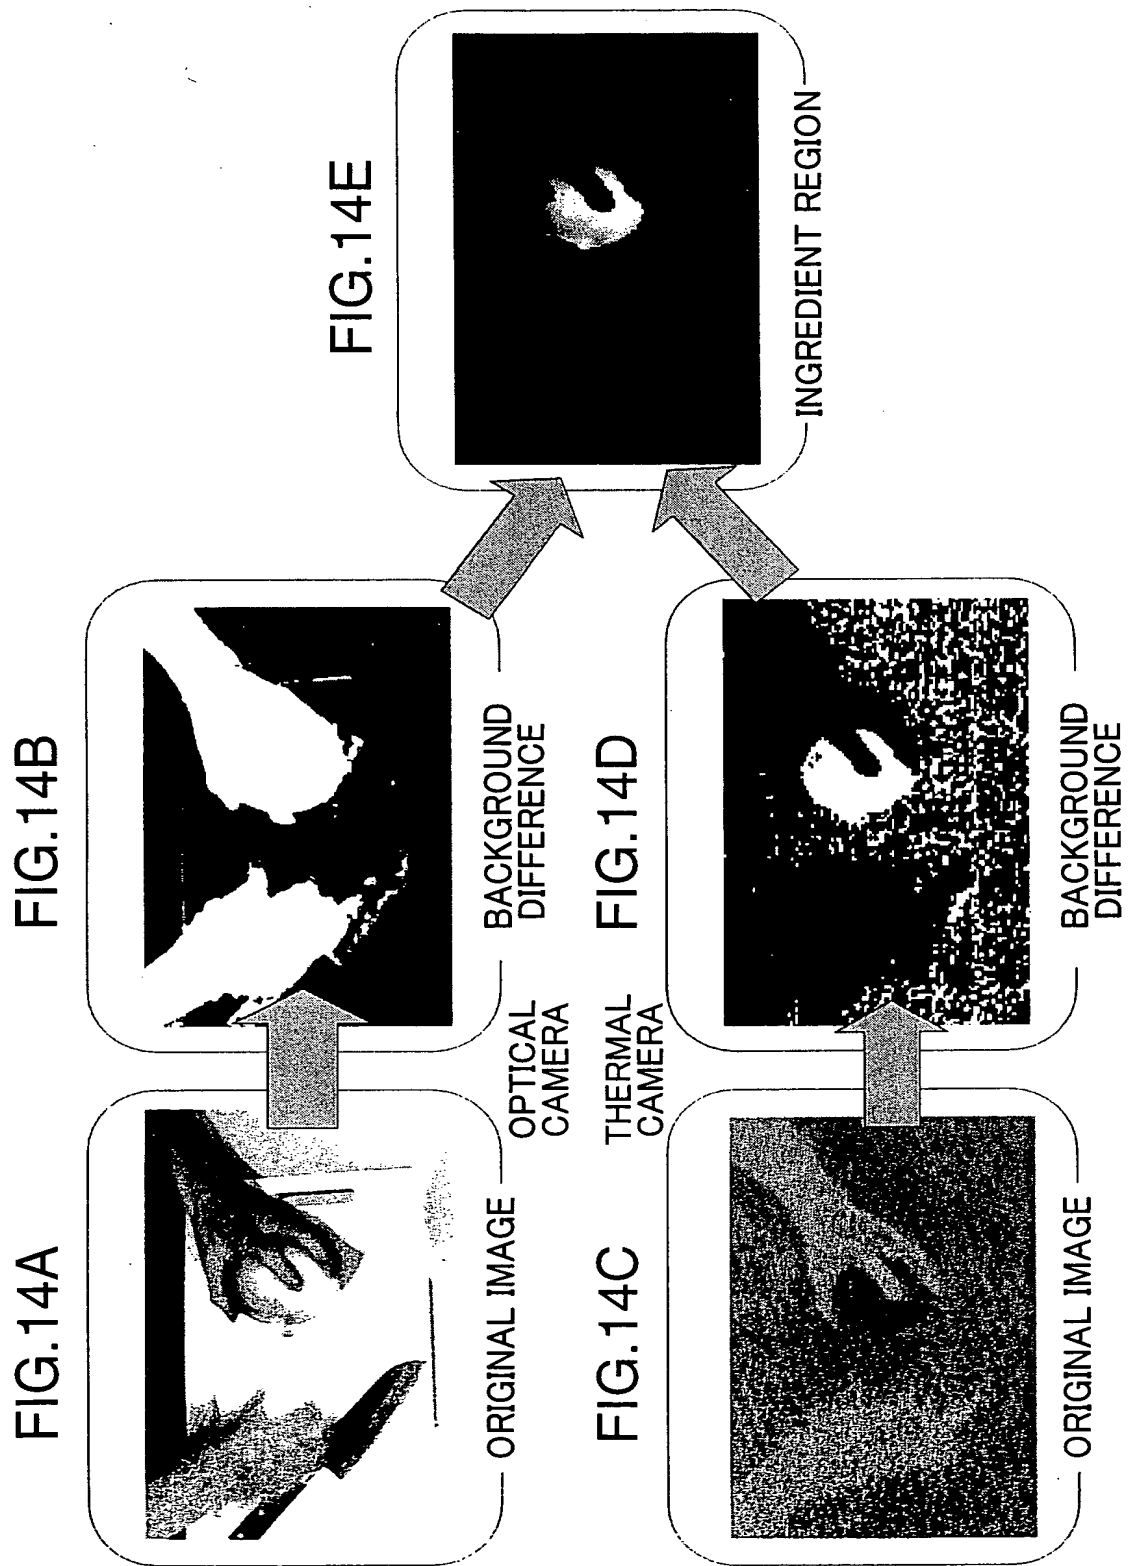 FIG.14A
ORIGINAL IMAGE
FIG.14B
BACKGROUND
DIFFERENCE
OPTICAL
CAMERA
THERMAL
CAMERA
FIG.14C
ORIGINAL IMAGE
FIG.14D
BACKGROUND
DIFFERENCE
FIG.14E
INGREDIENT REGION